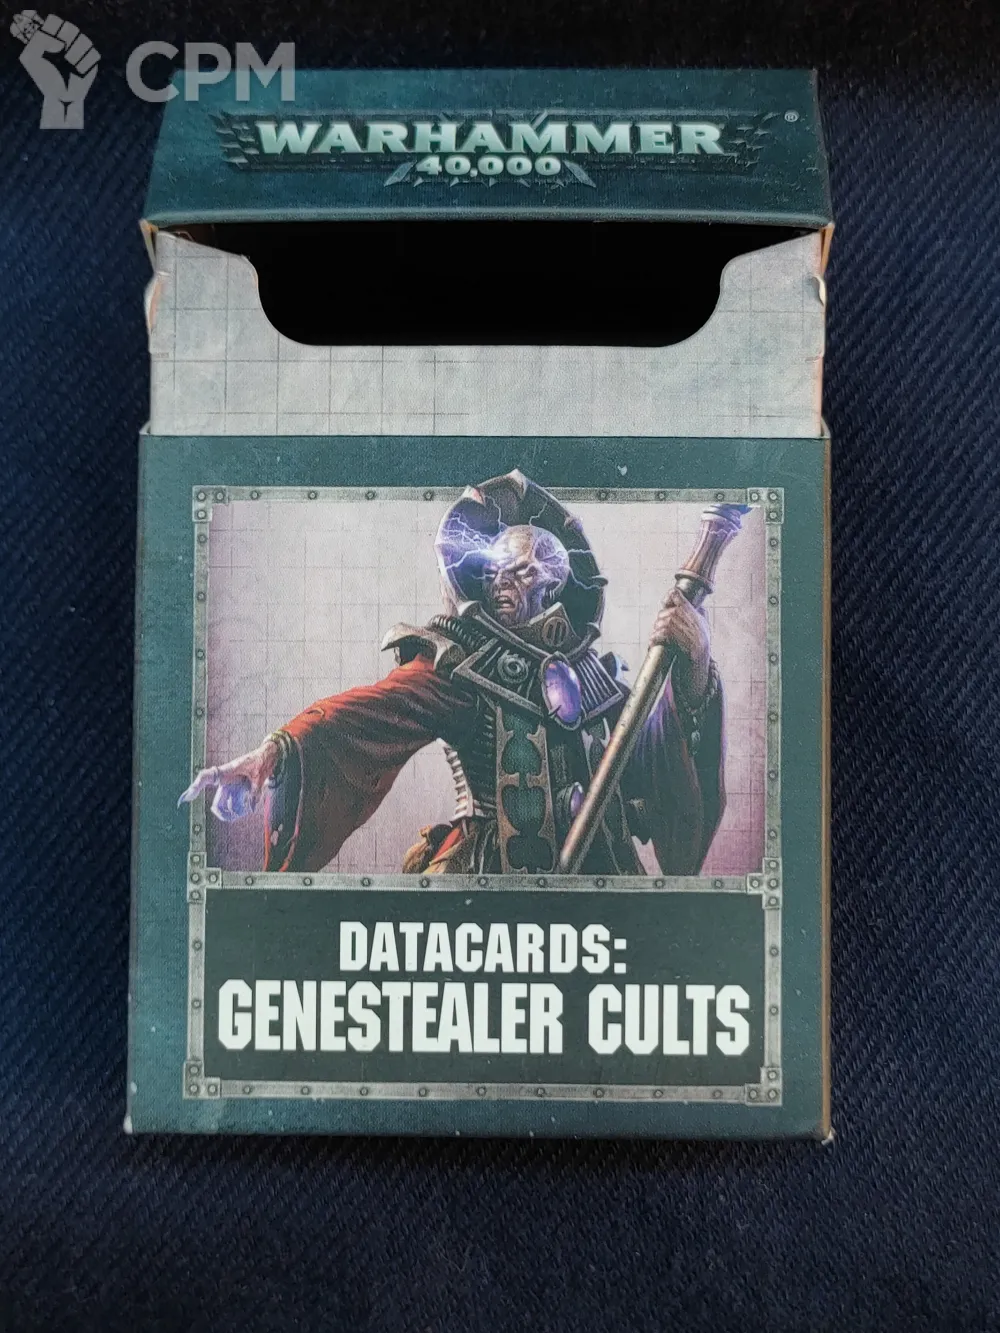 CPM
WARHAMMER®
40,000
DATACARDS:
GENESTEALER CULTS